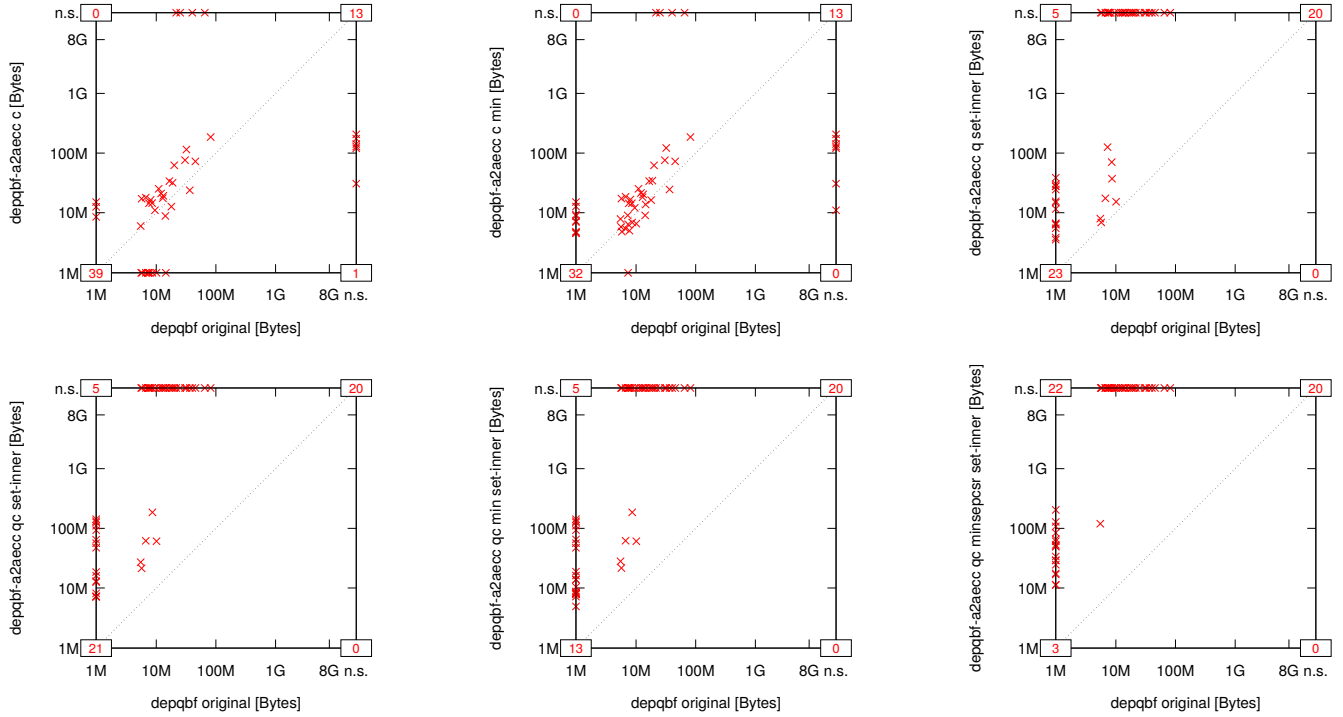 n.s. 0 13
8G
1G
100M
10M
1M 39 1
1M 10M 100M 1G 8G n.s.
depqbf original [Bytes]
depqbf-a2aecc c [Bytes]
n.s. 0 13
8G
1G
100M
10M
1M 32 0
1M 10M 100M 1G 8G n.s.
depqbf original [Bytes]
depqbf-a2aecc c min [Bytes]
n.s. 5 20
8G
1G
100M
10M
1M 23 0
1M 10M 100M 1G 8G n.s.
depqbf original [Bytes]
depqbf-a2aecc q set-inner [Bytes]
n.s. 5 20
8G
1G
100M
10M
1M 21 0
1M 10M 100M 1G 8G n.s.
depqbf original [Bytes]
depqbf-a2aecc qc set-inner [Bytes]
n.s. 5 20
8G
1G
100M
10M
1M 13 0
1M 10M 100M 1G 8G n.s.
depqbf original [Bytes]
depqbf-a2aecc qc min set-inner [Bytes]
n.s. 22 20
8G
1G
100M
10M
1M 3 0
1M 10M 100M 1G 8G n.s.
depqbf original [Bytes]
depqbf-a2aecc qc minsepcsr set-inner [Bytes]